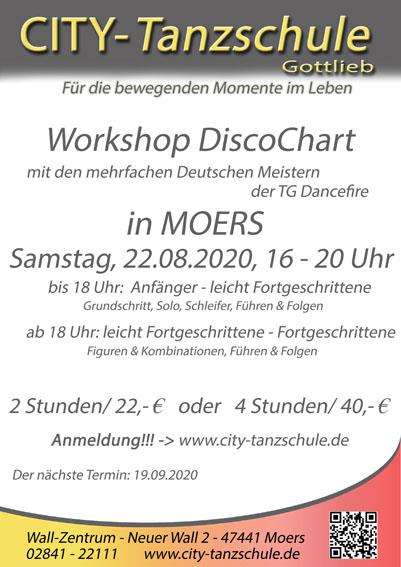 CITY-Tanzschule
Gottlieb
Für die bewegenden Momente im Leben
Workshop DiscoChart
mit den mehrfachen Deutschen Meistern
der TG Dancefire
in MOERS
Samstag, 22.08.2020, 16 - 20 Uhr
bis 18 Uhr: Anfänger - leicht Fortgeschrittene
Grundschritt, Solo, Schleifer, Führen & Folgen
ab 18 Uhr: leicht Fortgeschrittene - Fortgeschrittene
Figuren & Kombinationen, Führen & Folgen
2 Stunden/ 22,-€ oder 4 Stunden/ 40,-€
Anmeldung!!! -> www.city-tanzschule.de
Der nächste Termin: 19.09.2020
Wall-Zentrum - Neuer Wall 2 - 47441 Moers
02841 - 22111 www.city-tanzschule.de